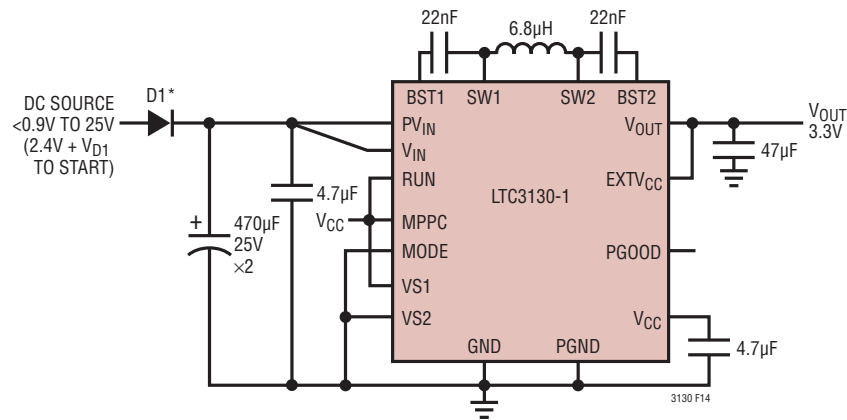 22nF
6.8µH
22nF
DC SOURCE
<0.9V TO 25V
(2.4V + VD1
TO START)
D1*
BST1
SW1
SW2
BST2
PVIN
VIN
RUN
MPPC
MODE
VS1
VS2
VCC
LTC3130-1
VOUT
EXTVCC
PGOOD
VCC
GND
PGND
VOUT
3.3V
47µF
4.7µF
+
470µF
25V
×2
4.7µF
3130 F14